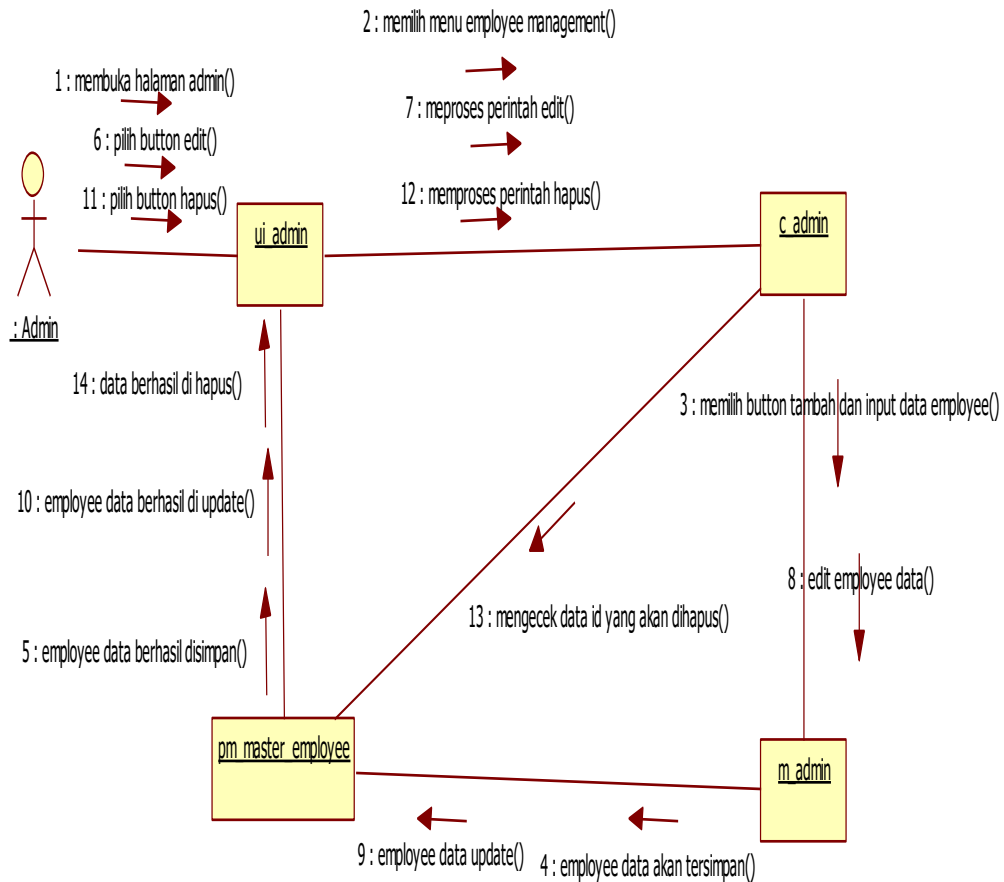 2 : memilih menu employee management()
1 : membuka halaman admin()
7 : meproses perintah edit()
6 : pilih button edit()
11 : pilih button hapus()
12 : memproses perintah hapus()
ui_admin
c_admin
: Admin
14 : data berhasil di hapus()
3 : memilih button tambah dan input data employee()
10 : employee data berhasil di update()
8 : edit employee data()
13 : mengecek data id yang akan dihapus()
5 : employee data berhasil disimpan()
pm_master_employee
m_admin
9 : employee data update()
4 : employee data akan tersimpan()